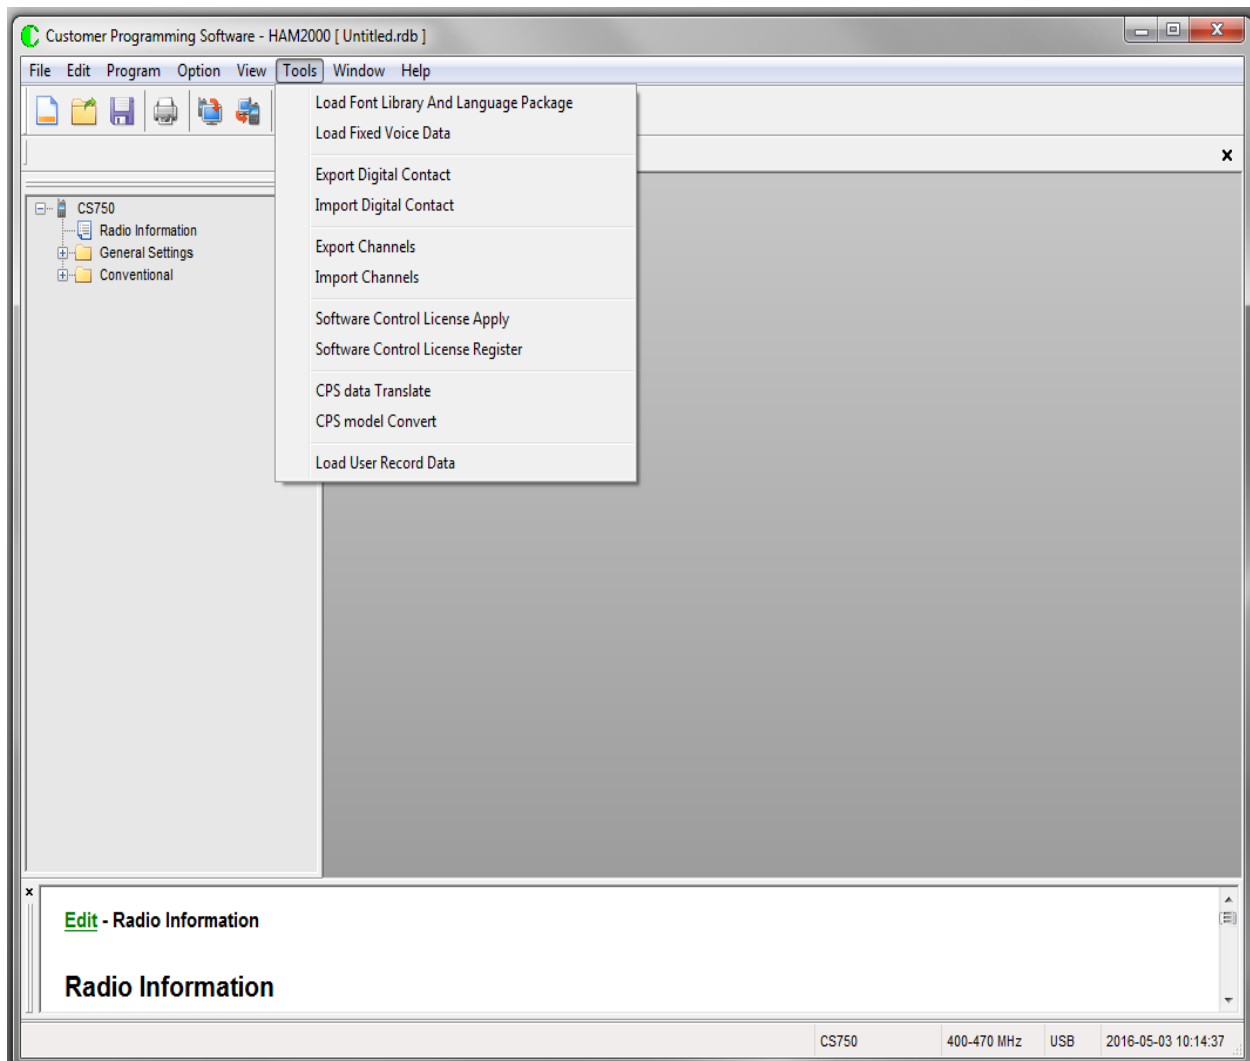 Customer Programming Software - HAM2000 [ Untitled.rdb ]
File Edit Program Option View Tools Window Help
Load Font Library And Language Package
Load Fixed Voice Data
Export Digital Contact
Import Digital Contact
Export Channels
Import Channels
Software Control License Apply
Software Control License Register
CPS data Translate
CPS model Convert
Load User Record Data
CS750
Radio Information
General Settings
Conventional
Edit - Radio Information
Radio Information
CS750 400-470 MHz USB 2016-05-03 10:14:37